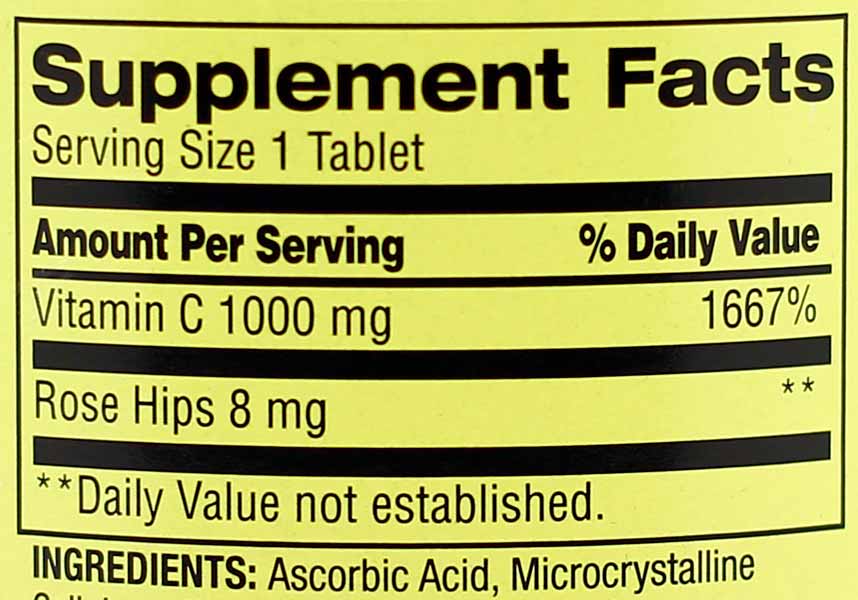 Supplement Facts
Serving Size 1 Tablet
Amount Per Serving % Daily Value
Vitamin C 1000 mg 1667%
Rose Hips 8 mg **
**Daily Value not established.
INGREDIENTS: Ascorbic Acid, Microcrystalline